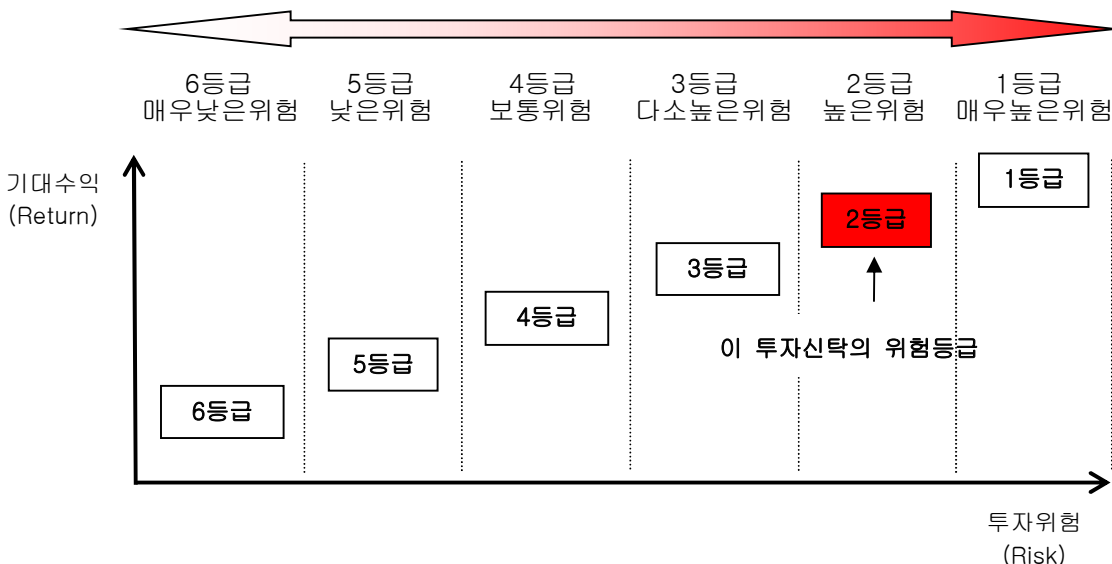 6등급 5등급 4등급 3등급 2등급 1등급
매우낮은위험 낮은위험 보통위험 다소높은위험 높은위험 매우높은위험
기대수익
(Return)
1등급
2등급
3등급
4등급
이 투자신탁의 위험등급
5등급
6등급
투자위험
(Risk)